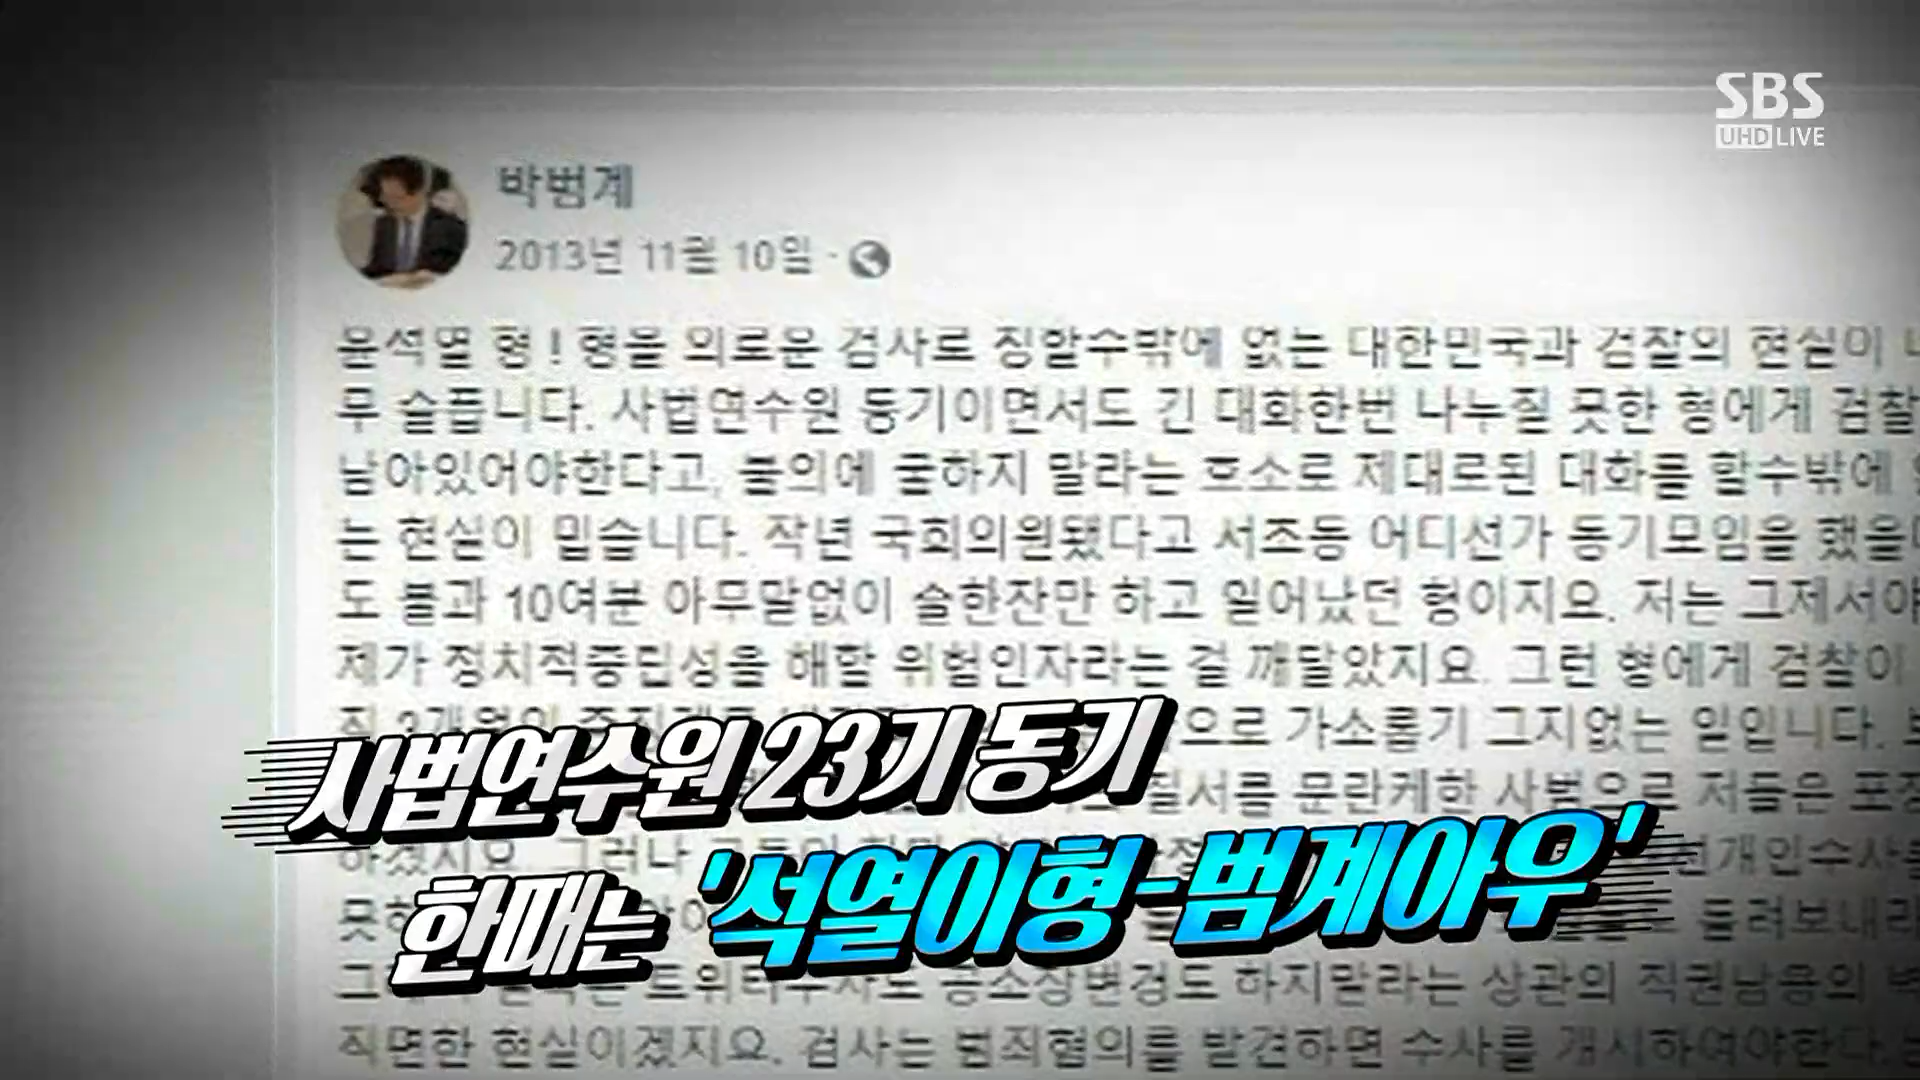 SBS
UHD LIVE
박범계
2013년 11월 10일
윤석열 형! 형을 의로운 검사로 칭할수밖에 없는 대한민국과 검찰의 현실이 너
무 슬픕니다. 사법연수원 동기이면서도 긴 대화한번 나누질 못한 형에게 검찰
남아있어야한다고, 불의에 굴하지 말라는 호소로 제대로된 대화를 할수밖에
는 현실이 밉습니다. 작년 국회의원됐다고 서초동 어디선가 동기모임을 했을때
도 불과 10여분 아무말없이 술한잔만 하고 일어났던 형이지요. 저는 그제서야
제가 정치적중립성을 해할 위험인자라는 걸 깨달았지요. 그런 형에게 검찰이
으로 가소롭기 그지없는 일입니다.
사법연수원 23기 동기
질서를 문란케한 사범으로 저들은 포장
하겠지요. 그러나
한때는 '석열이형-범계아우'
개인수사를
둘려보내라
하지말라는 상관의 직권남용의
직면한 현실이겠지요. 검사는 범죄혐의를 발견하면 수사를 개시하여야한다.